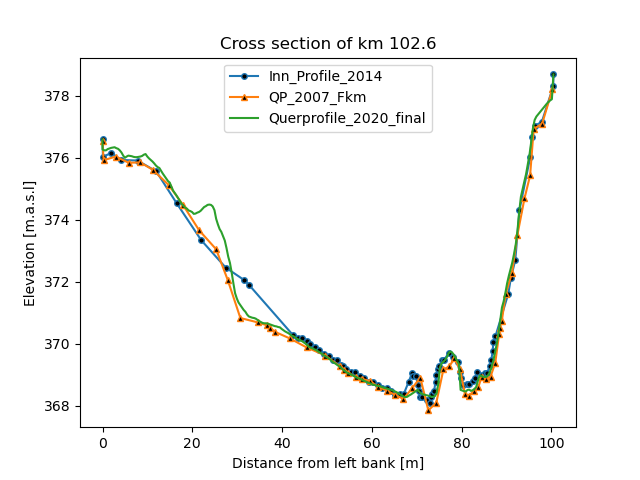 Cross section of km 102.6
Inn_Profile_2014
QP_2007_Fkm
Querprofile_2020_final
Elevation [m.a.s.l]
378
376
374
372
370
368
0 20 40 60 80 100
Distance from left bank [m]